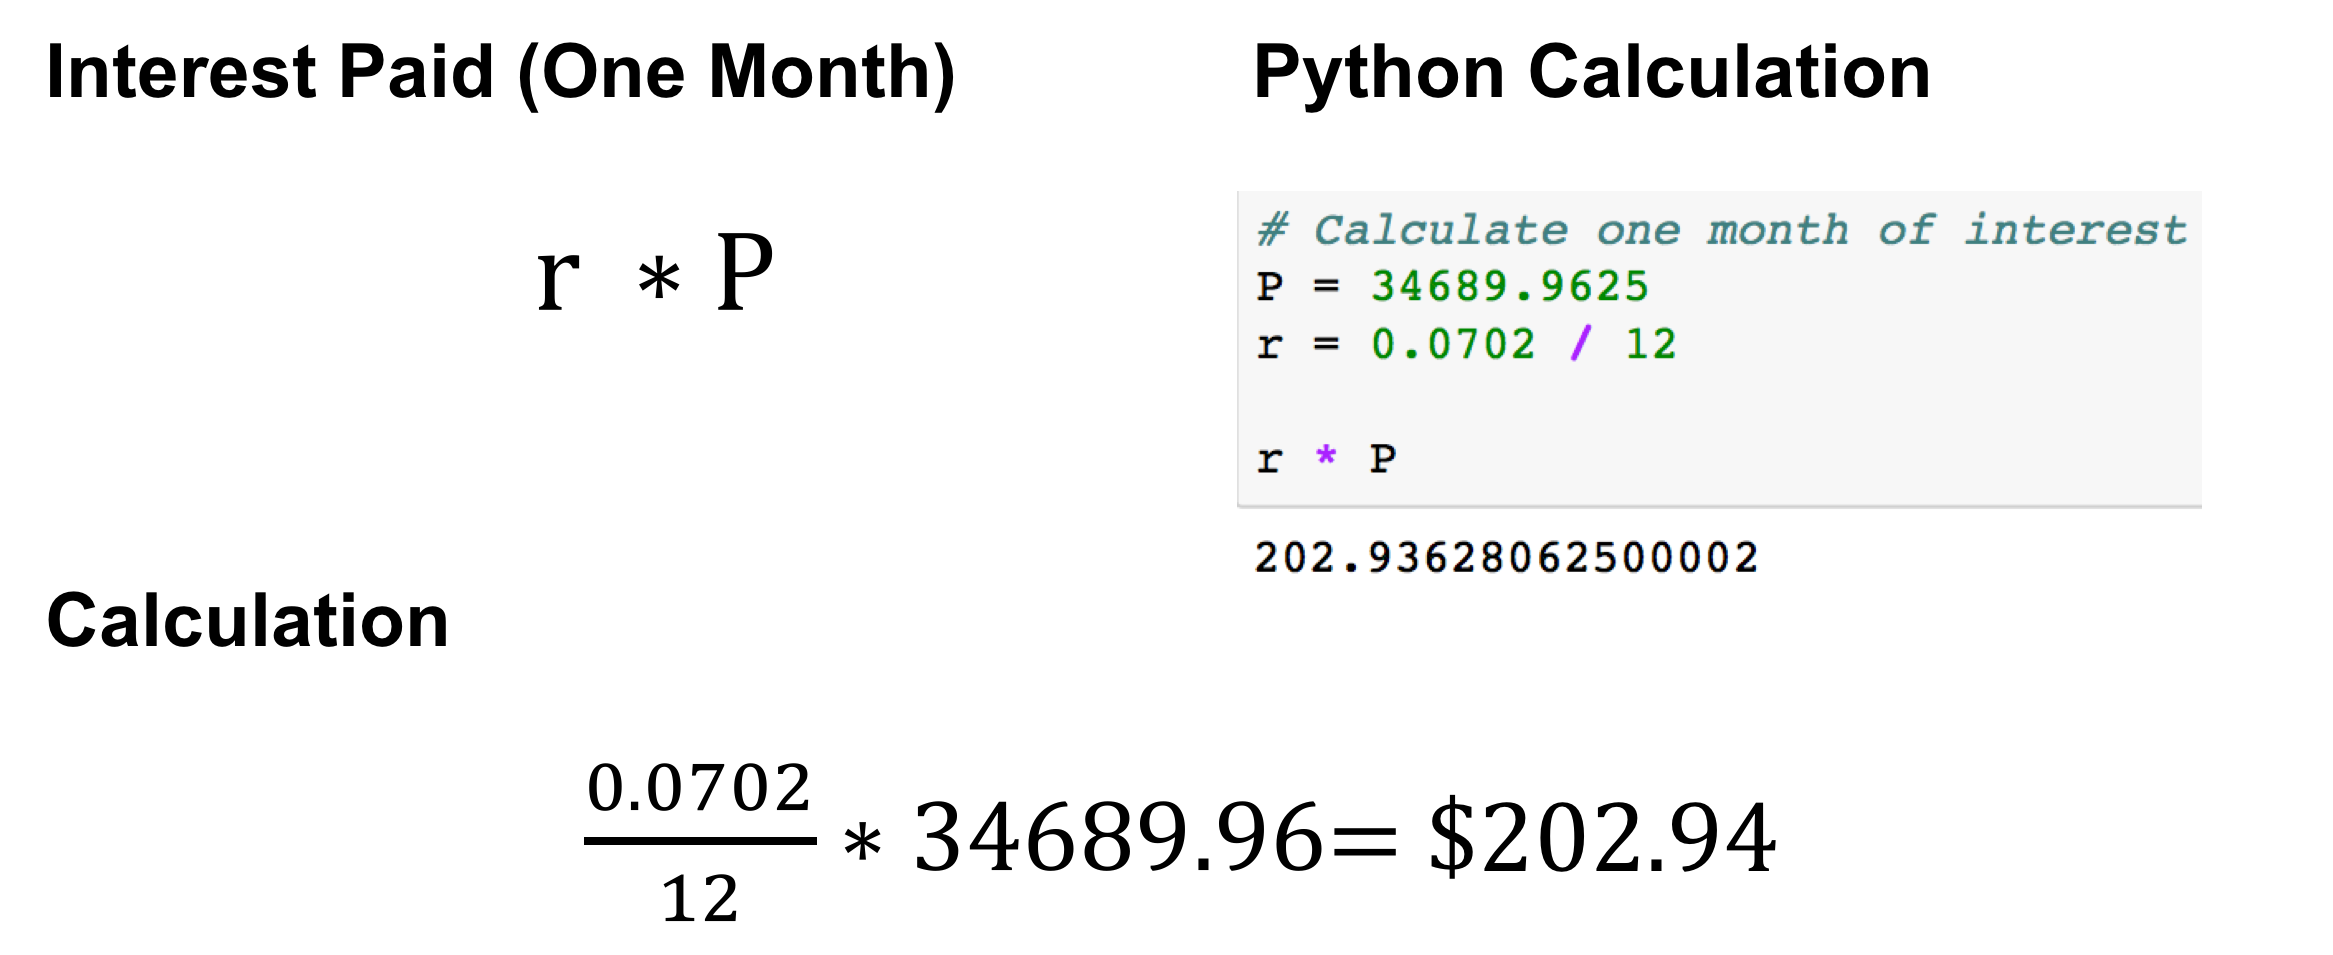 Interest Paid (One Month)
r * P
Python Calculation
# Calculate one month of interest
P = 34689.9625
r = 0.0702 / 12
r * P
202.93628062500002
Calculation
0.0702
12
* 34689.96= $202.94